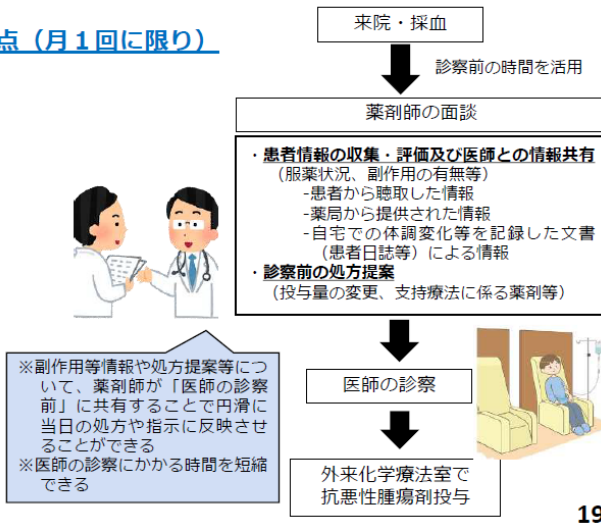 点（月１回に限り）
来院・採血
診察前の時間を活用
薬剤師の面談
・患者情報の収集・評価及び医師との情報共有
（服薬状況、副作用の有無等）
-患者から聴取した情報
-薬局から提供された情報
-自宅での体調変化等を記録した文書
（患者日誌等）による情報
・診察前の処方提案
（投与量の変更、支持療法に係る薬剤等）
※副作用等情報や処方提案等につ
いて、薬剤師が「医師の診察
前」に共有することで円滑に
当日の処方や指示に反映させ
ることができる
※医師の診察にかかる時間を短縮
できる
医師の診察
外来化学療法室で
抗悪性腫瘍剤投与
19